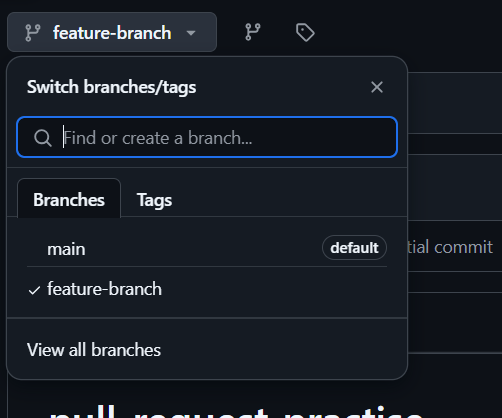 feature-branch
Switch branches/tags
Find or create a branch...
Branches Tags
main default
tial commit
feature-branch
View all branches
pull-request-practise